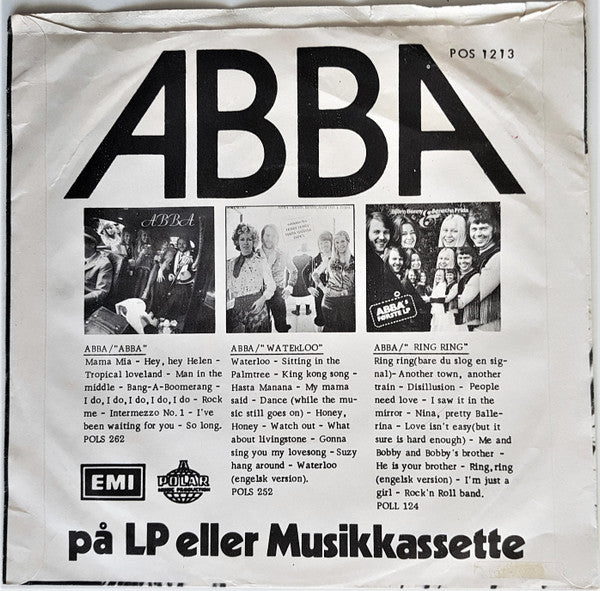 ABBA
POS 1213
ABBA
ABBA'S
FØRSTE LP
ABBA/"ABBA"
Mama Mia - Hey, hey Helen -
Tropical loveland - Man in the
middle - Bang-A-Boomerang -
I do, I do, I do, I do, I do - Rock
me - Intermezzo No. 1 - I've
been waiting for you - So long.
POLS 262
ABBA/"WATERLOO"
Waterloo - Sitting in the
Palmtree - King kong song -
Hasta Manana - My mama
said - Dance (while the mu-
sic still goes on) - Honey,
Honey - Watch out - What
about livingstone - Gonna
sing you my lovesong - Suzy
hang around - Waterloo
(engelsk version).
POLS 252
ABBA/" RING RING"
Ring ring(bare du slog en sig-
nal)-Another town, another
train - Disillusion - People
need love - I saw it in the
mirror - Nina, pretty Balle-
rina - Love isn't easy(but it
sure is hard enough) - Me and
Bobby and Bobby's brother -
He is your brother - Ring, ring
(engelsk version) - I'm just a
girl - Rock'n Roll band.
POLL 124
EMI
POLAR
MUSIC PRODUCTION
på LP eller Musikkassette